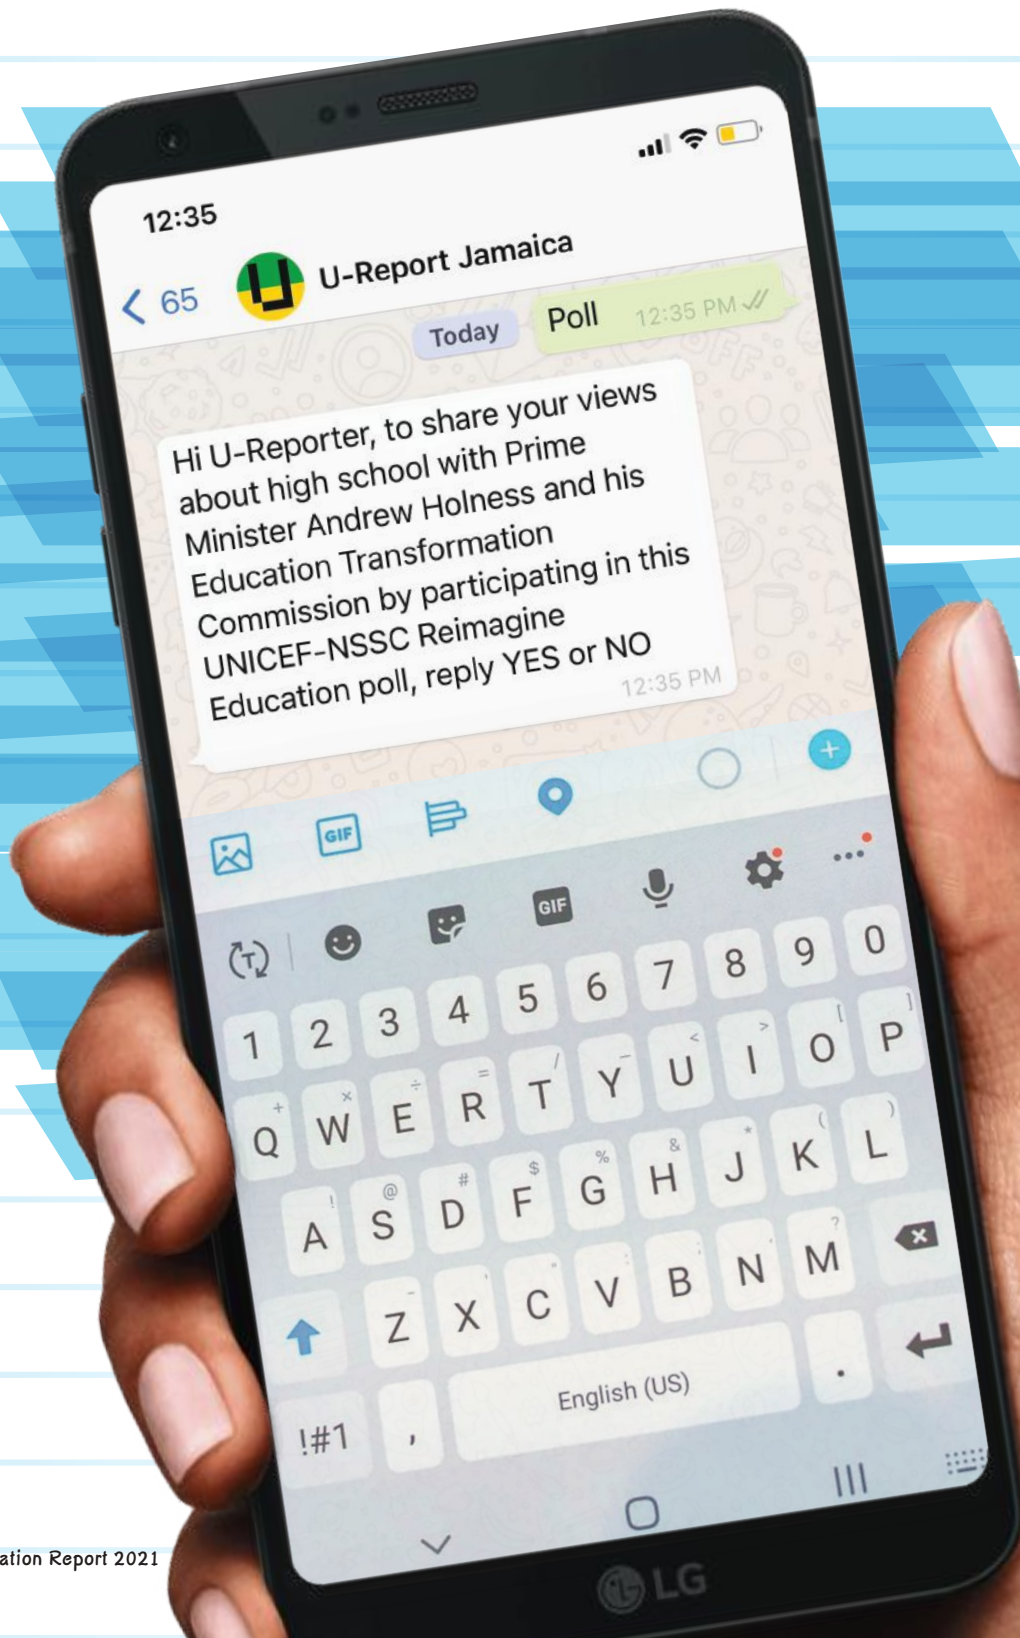 12:35
65
U-Report Jamaica
Today
Poll 12:35 PM
Hi U-Reporter, to share your views
about high school with Prime
Minister Andrew Holness and his
Education Transformation
Commission by participating in this
UNICEF-NSSC Reimagine
Education poll, reply YES or NO
12:35 PM
GIF
T GIF
1 2 3 4 5 6 7 8 9 0
+ × ÷ = / _ < > [ ]
Q W E R T Y U I O P
! @ # $ % & * ( )
A S D F G H J K L
- ' " : ; , ?
Z X C V B N M
!#1 , English (US) .
LG
ation Report 2021